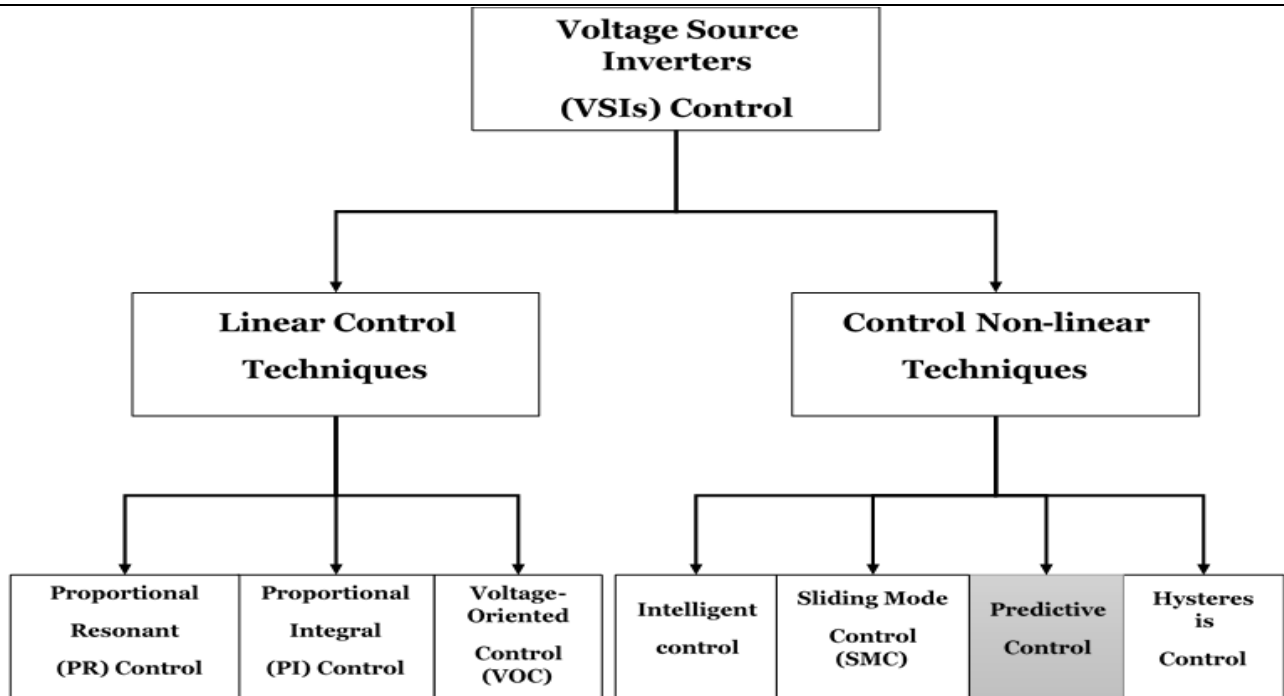 Voltage Source
Inverters
(VSIs) Control
Linear Control
Techniques
Control Non-linear
Techniques
Proportional
Resonant
(PR) Control
Proportional
Integral
(PI) Control
Voltage-
Oriented
Control
(VOC)
Intelligent
control
Sliding Mode
Control
(SMC)
Predictive
Control
Hysteres
is
Control